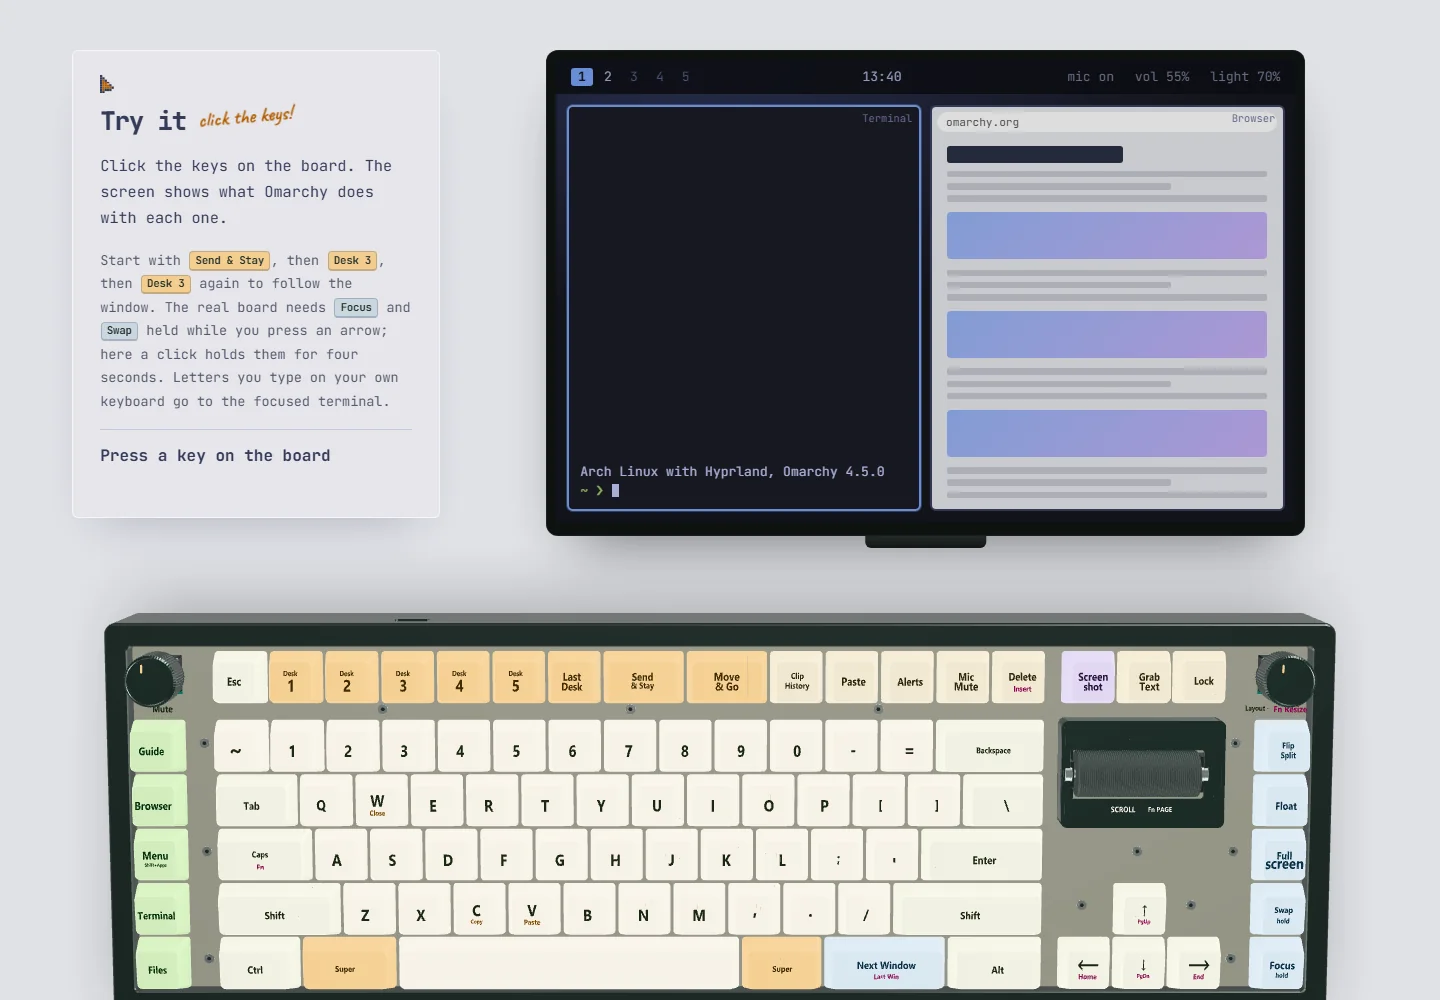 Try it click the keys!
Click the keys on the board. The
screen shows what Omarchy does
with each one.
Start with Send & Stay, then Desk 3,
then Desk 3 again to follow the
window. The real board needs Focus and
Swap held while you press an arrow;
here a click holds them for four
seconds. Letters you type on your own
keyboard go to the focused terminal.
Press a key on the board
1 2 3 4 5 13:40 mic on vol 55% light 70%
Terminal
omarchy.org Browser
Arch Linux with Hyprland, Omarchy 4.5.0
~ ❯
Mute
Esc
Desk
1
Desk
2
Desk
3
Desk
4
Desk
5
Last
Desk
Send
& Stay
Move
& Go
Clip
History
Paste
Alerts
Mic
Mute
Delete
Insert
Screen
shot
Grab
Text
Lock
Layout · Fn Resize
Guide
~ 1 2 3 4 5 6 7 8 9 0 - = Backspace
Flip
Split
Browser
Tab Q W E R T Y U I O P [ ] \
Close
SCROLL Fn PAGE
Float
Menu
Shift+Apps
Caps
Fn
A S D F G H J K L ; ' Enter
Full
screen
Terminal
Shift Z X C V B N M , . / Shift
Copy
Paste
↑
PgUp
Swap
hold
Files
Ctrl Super Super
Next Window
Last Win
Alt
←
Home
↓
PgDn
→
End
Focus
hold